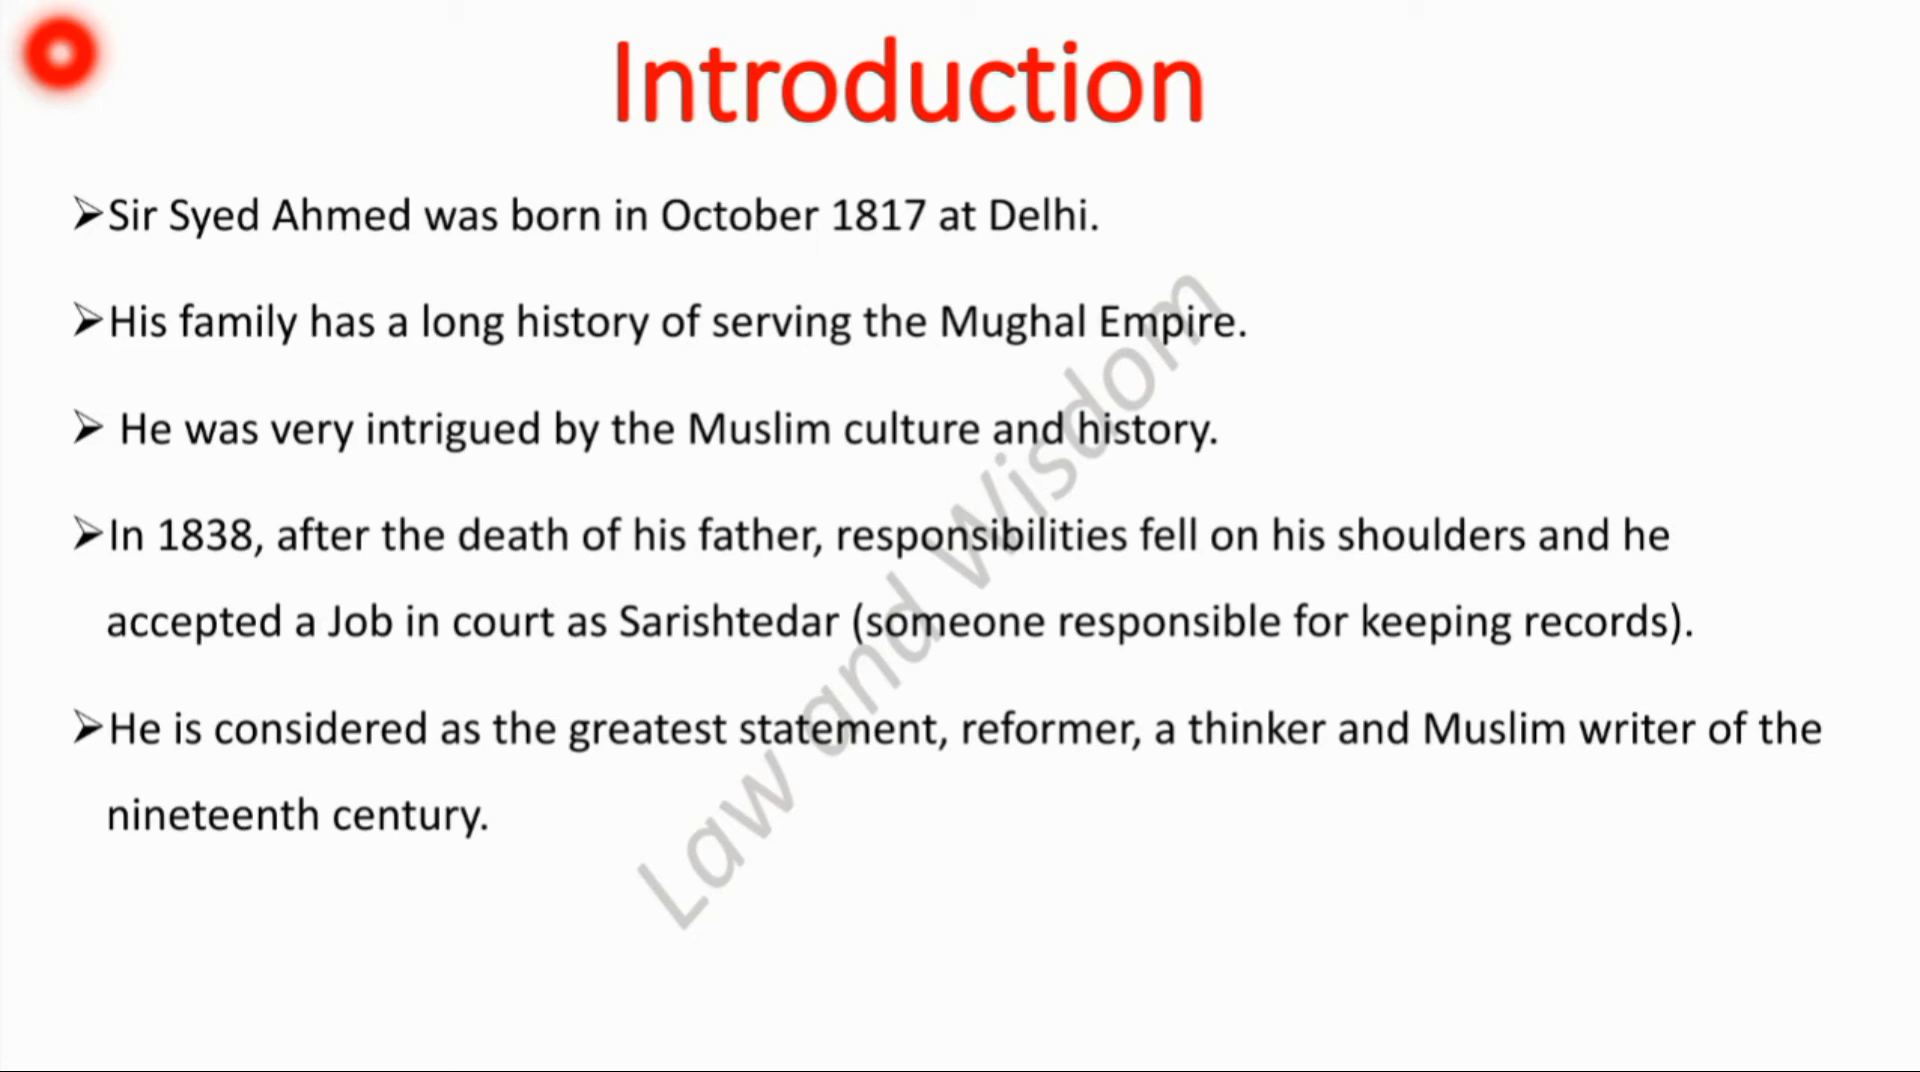 Introduction
➢Sir Syed Ahmed was born in October 1817 at Delhi.
➢His family has a long history of serving the Mughal Empire.
➢ He was very intrigued by the Muslim culture and history.
➢In 1838, after the death of his father, responsibilities fell on his shoulders and he
accepted a Job in court as Sarishtedar (someone responsible for keeping records).
➢He is considered as the greatest statement, reformer, a thinker and Muslim writer of the
nineteenth century.
Law and Wisdom